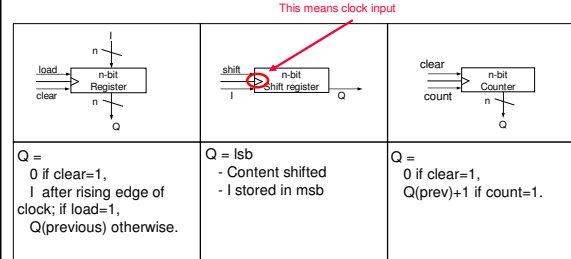 This means clock input
I
n
load
n-bit
Register
clear
n
Q
shift
n-bit
Shift register
I
Q
clear
n-bit
Counter
count
n
Q
Q =
0 if clear=1,
I after rising edge of
clock; if load=1,
Q(previous) otherwise.
Q = lsb
- Content shifted
- I stored in msb
Q =
0 if clear=1,
Q(prev)+1 if count=1.